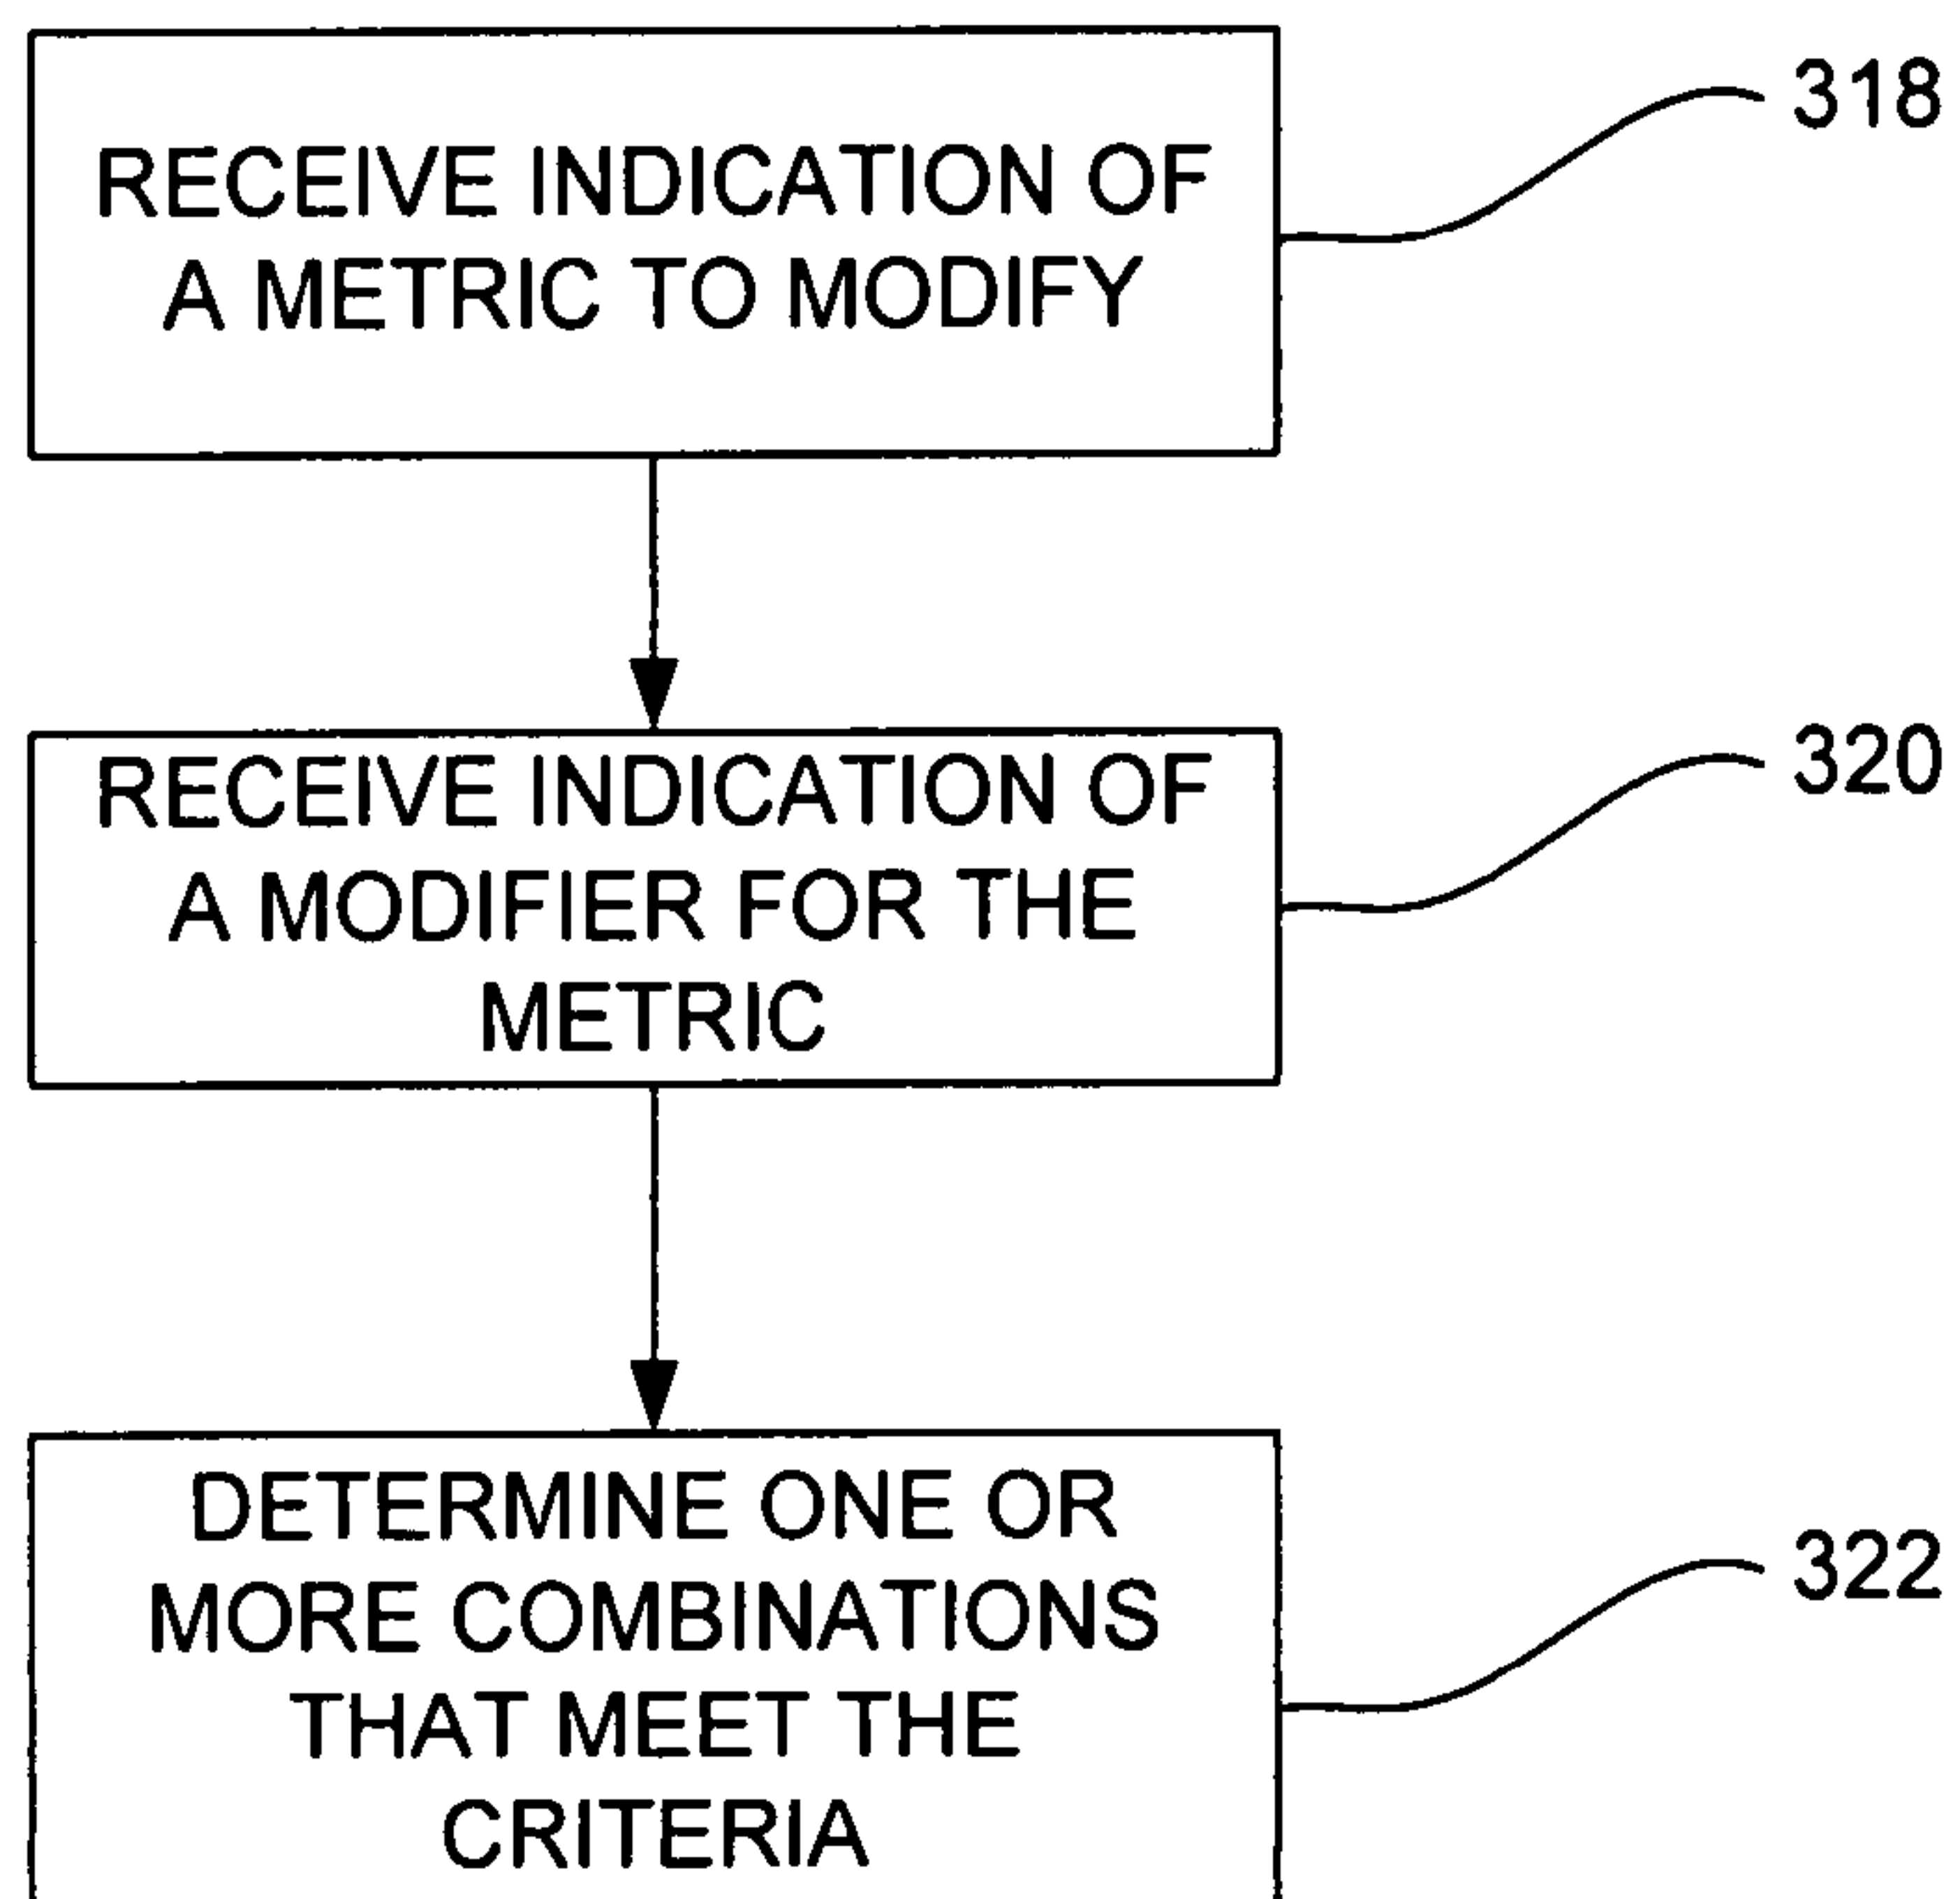 RECEIVE INDICATION OF
A METRIC TO MODIFY
318
RECEIVE INDICATION OF
A MODIFIER FOR THE
METRIC
320
DETERMINE ONE OR
MORE COMBINATIONS
THAT MEET THE
CRITERIA
322